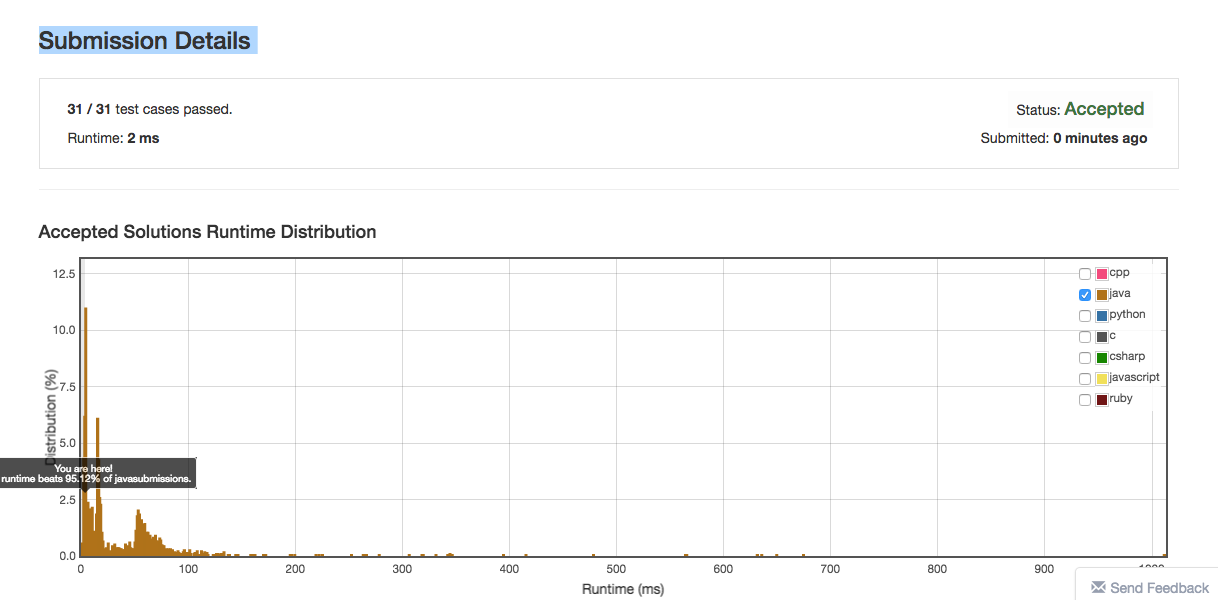 Submission Details
31 / 31 test cases passed.
Status: Accepted
Runtime: 2 ms
Submitted: 0 minutes ago
Accepted Solutions Runtime Distribution
12.5
10.0
7.5
5.0
2.5
0.0
Distribution (%)
You are here!
runtime beats 95.12% of javasubmissions.
cpp
java
python
c
csharp
javascript
ruby
0
100
200
300
400
500
600
700
800
900
1000
Runtime (ms)
Send Feedback